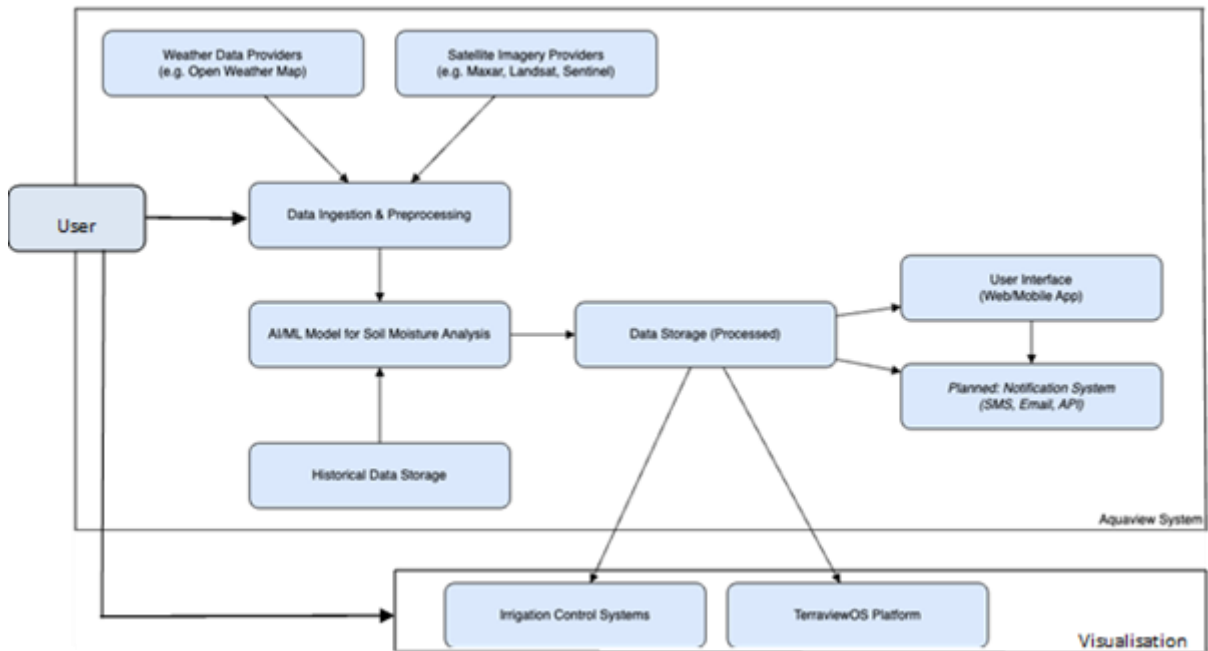 Weather Data Providers
(e.g. Open Weather Map)
Satellite Imagery Providers
(e.g. Maxar, Landsat, Sentinel)
User
Data Ingestion & Preprocessing
User Interface
(Web/Mobile App)
AI/ML Model for Soil Moisture Analysis
Data Storage (Processed)
Planned: Notification System
(SMS, Email, API)
Historical Data Storage
Aquaview System
Irrigation Control Systems
TerraviewOS Platform
Visualisation